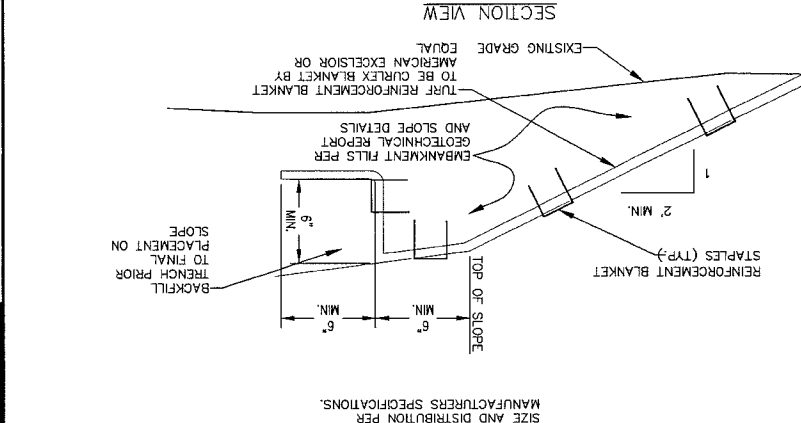 SIZE AND DISTRIBUTION PER
MANUFACTURERS SPECIFICATIONS.
TOP OF SLOPE
6"
MIN.
6"
MIN.
6"
MIN.
BACKFILL
TRENCH PRIOR
TO FINAL
PLACEMENT ON
SLOPE
REINFORCEMENT BLANKET
STAPLES (TYP.)
2' MIN.
1
EMBANKMENT FILLS PER
GEOTECHNICAL REPORT
AND SLOPE DETAILS
TURF REINFORCEMENT BLANKET
TO BE CURLEX BLANKET BY
AMERICAN EXCELSIOR OR
EQUAL
EXISTING GRADE
SECTION VIEW